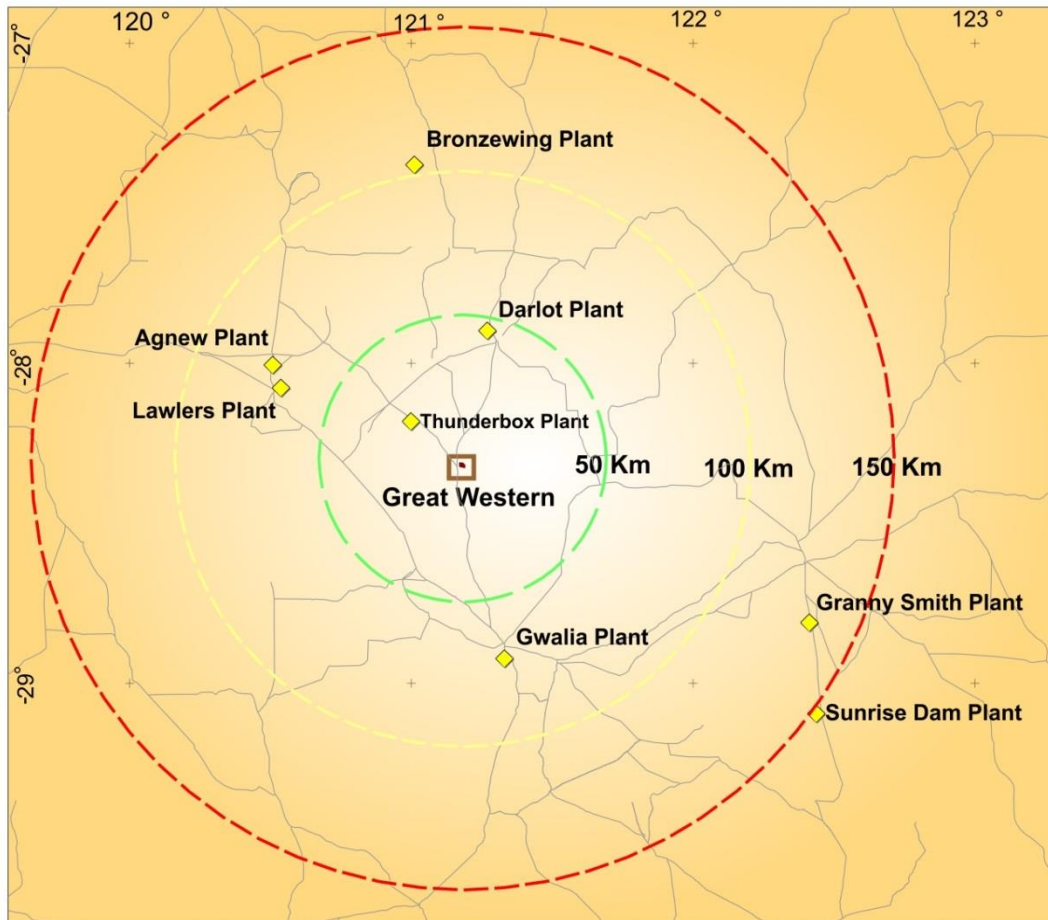 120 ° 121 ° 122 ° 123 °
-27°
Bronzewing Plant
Darlot Plant
Agnew Plant
-28°
Lawlers Plant
Thunderbox Plant
50 Km 100 Km 150 Km
Great Western
Granny Smith Plant
Gwalia Plant
-29°
Sunrise Dam Plant